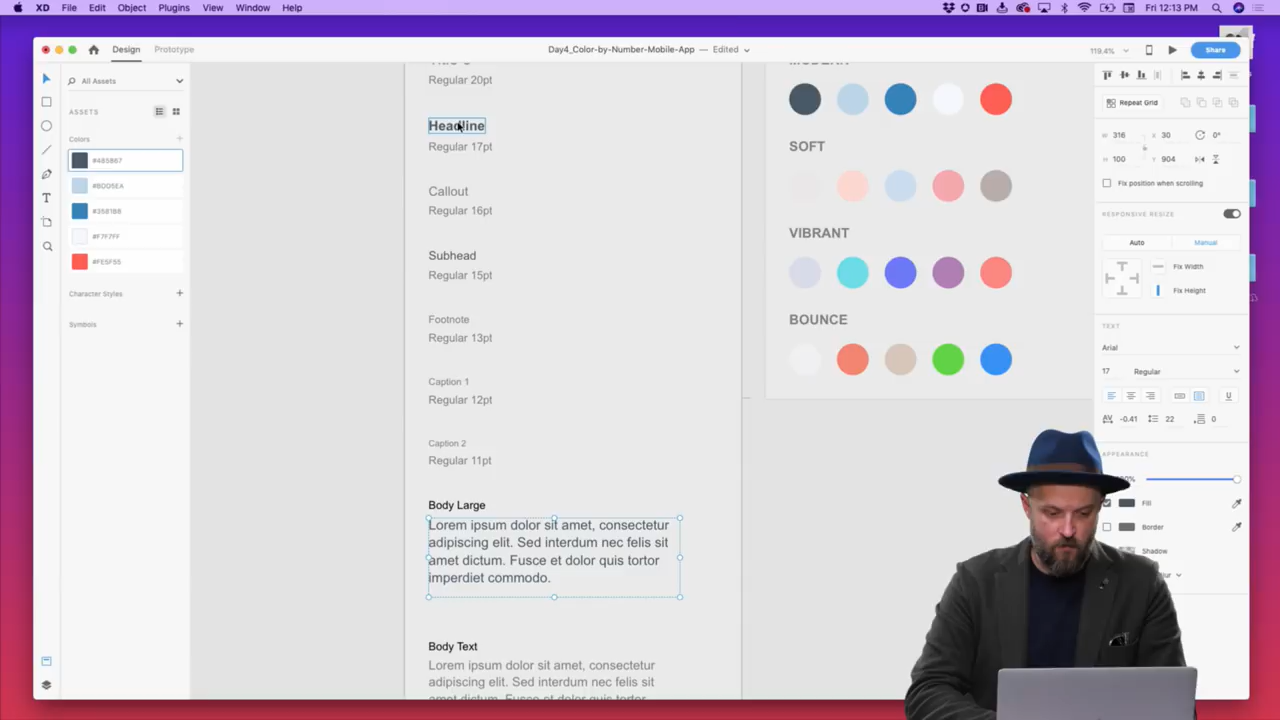 XD File Edit Object Plugins View Window Help
Fri 12:13 PM
Design Prototype
Day4_Color-by-Number-Mobile-App — Edited
119.4%
Share
All Assets
ASSETS
Colors
#485867
#BDD5EA
#3581B8
#F7F7FF
#FE5F55
Character Styles
Symbols
Regular 20pt
Headline
Regular 17pt
Callout
Regular 16pt
Subhead
Regular 15pt
Footnote
Regular 13pt
Caption 1
Regular 12pt
Caption 2
Regular 11pt
Body Large
Lorem ipsum dolor sit amet, consectetur
adipiscing elit. Sed interdum nec felis sit
amet dictum. Fusce et dolor quis tortor
imperdiet commodo.
Body Text
Lorem ipsum dolor sit amet, consectetur
adipiscing elit. Sed interdum nec felis sit
SOFT
VIBRANT
BOUNCE
Repeat Grid
W 316 X 30 0°
H 100 Y 904
Fix position when scrolling
RESPONSIVE RESIZE
Auto Manual
Fix Width
Fix Height
TEXT
Arial
17 Regular
AV -0.41 22 0
APPEARANCE
Fill
Border
Shadow